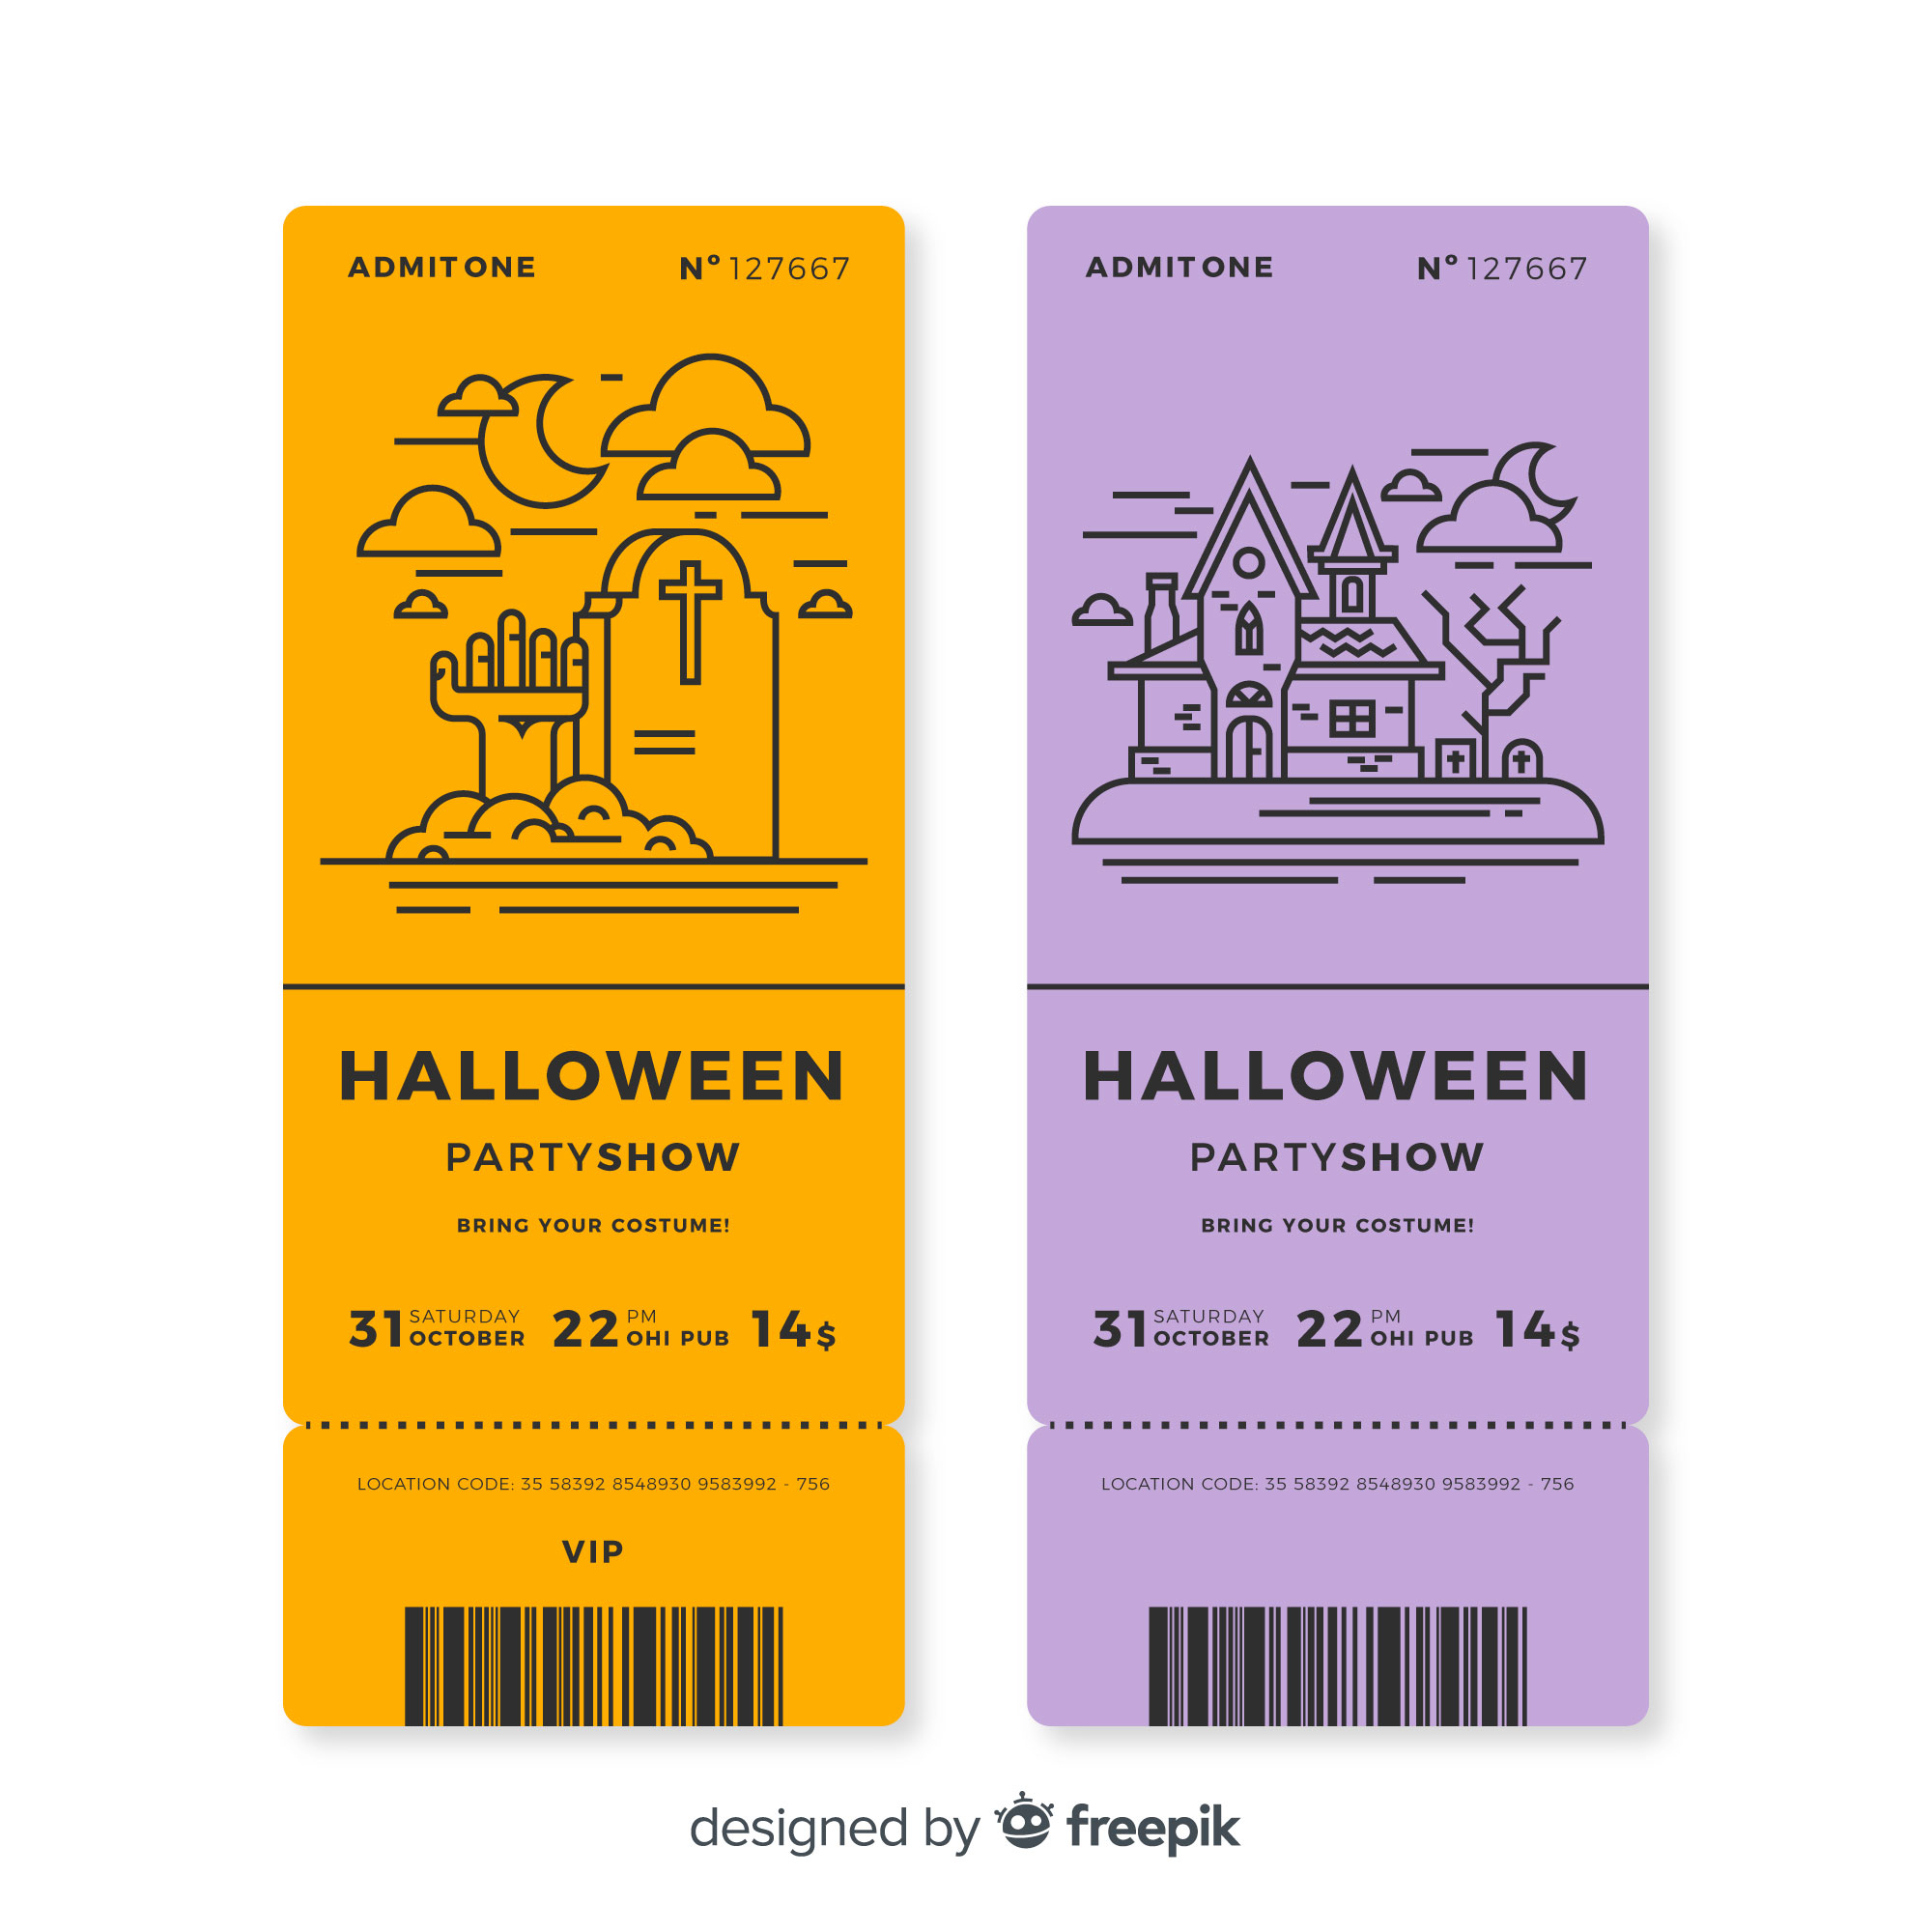 ADMIT ONE Nº 127667
HALLOWEEN
PARTYSHOW
BRING YOUR COSTUME!
31 SATURDAY OCTOBER 22 PM OHI PUB 14$
LOCATION CODE: 35 58392 8548930 9583992 - 756
VIP
ADMIT ONE Nº 127667
HALLOWEEN
PARTYSHOW
BRING YOUR COSTUME!
31 SATURDAY OCTOBER 22 PM OHI PUB 14$
LOCATION CODE: 35 58392 8548930 9583992 - 756
designed by freepik